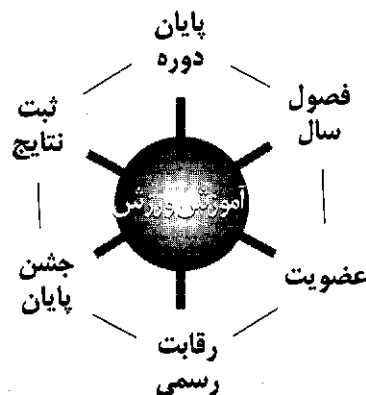 پایان
دوره
فصول
سال
ثبت
نتایج
آموزش ورزش
عضویت
جشن
پایان
رقابت
رسمی